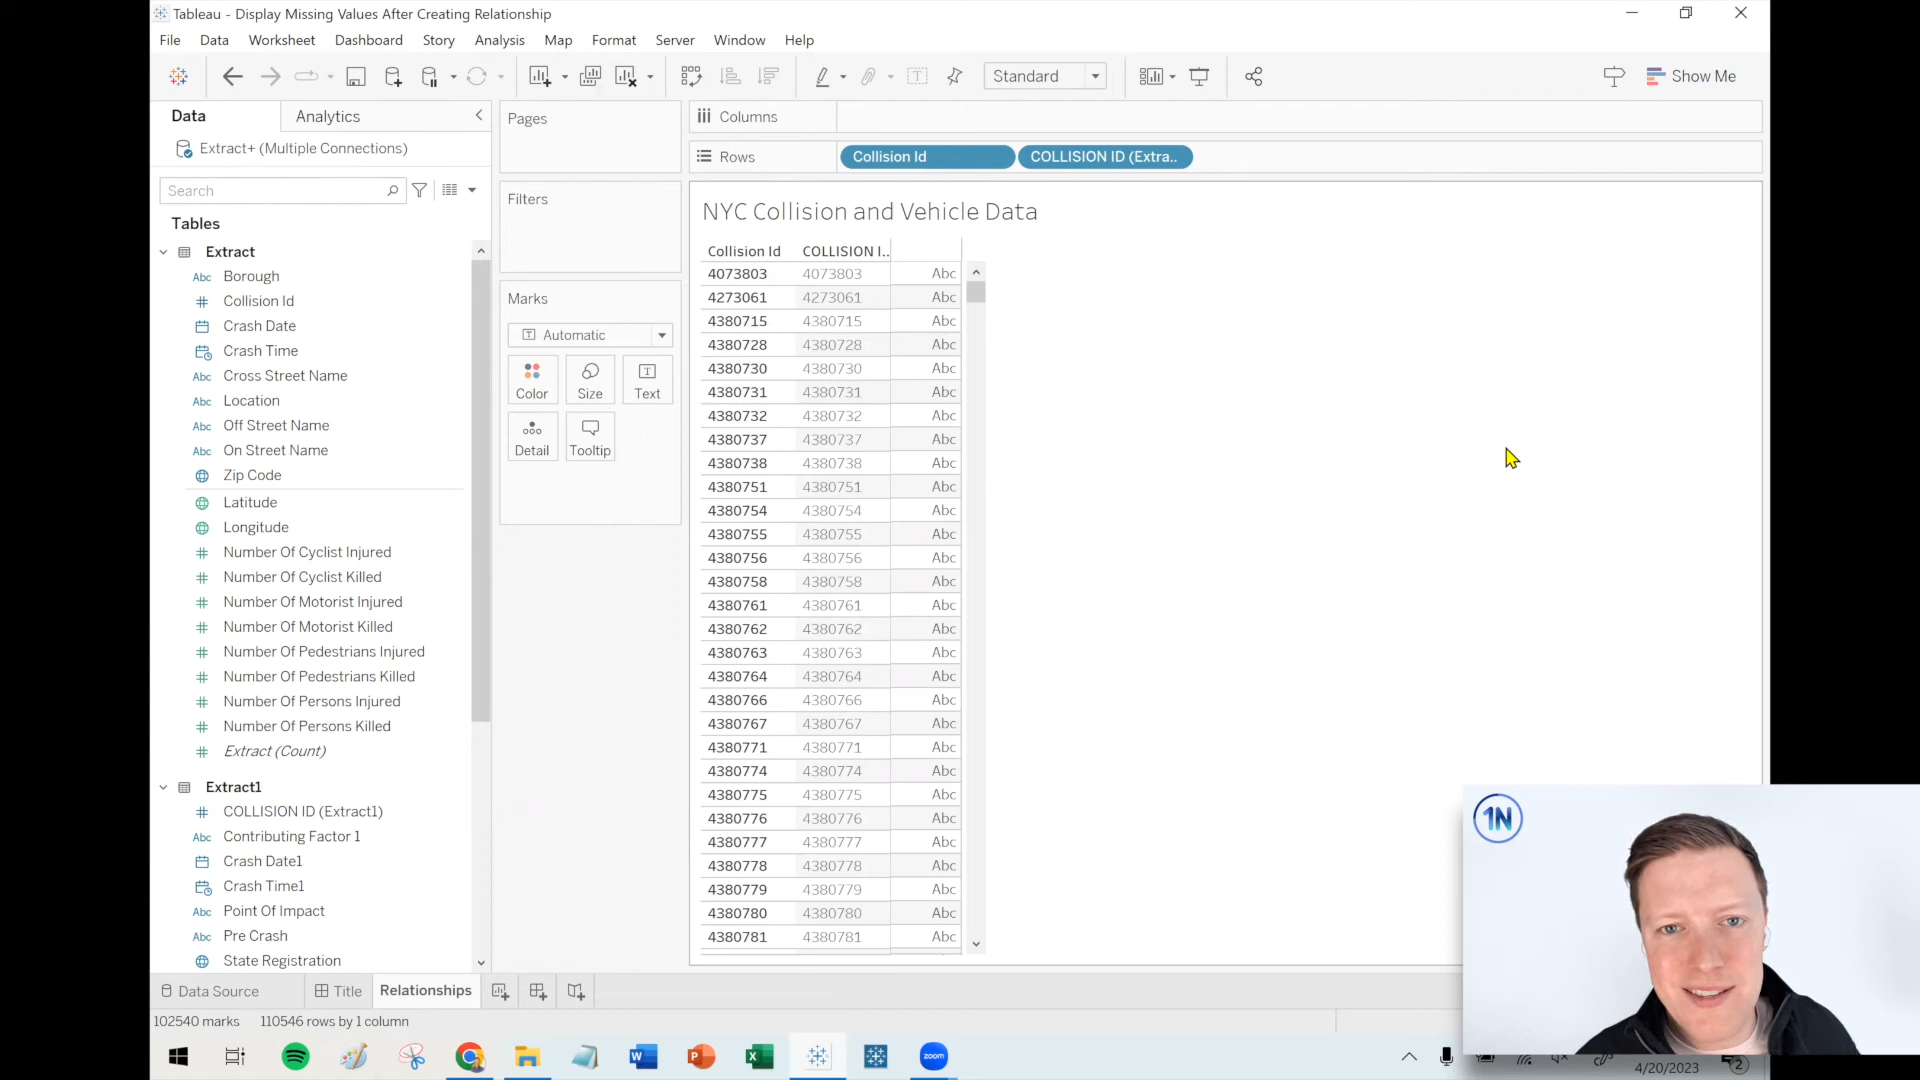 Tableau - Display Missing Values After Creating Relationship
File Data Worksheet Dashboard Story Analysis Map Format Server Window Help
Standard
Show Me
Data
Analytics
Extract+ (Multiple Connections)
Search
Tables
Extract
Abc Borough
Collision Id
Crash Date
Crash Time
Abc Cross Street Name
Abc Location
Abc Off Street Name
Abc On Street Name
Zip Code
Latitude
Longitude
Number Of Cyclist Injured
Number Of Cyclist Killed
Number Of Motorist Injured
Number Of Motorist Killed
Number Of Pedestrians Injured
Number Of Pedestrians Killed
Number Of Persons Injured
Number Of Persons Killed
Extract (Count)
Extract1
COLLISION ID (Extract1)
Abc Contributing Factor 1
Crash Date1
Crash Time1
Abc Point Of Impact
Abc Pre Crash
State Registration
Pages
Filters
Marks
Automatic
Color Size Text
Detail Tooltip
Columns
Rows
Collision Id
COLLISION ID (Extra..
NYC Collision and Vehicle Data
Collision Id COLLISION I..
4073803 4073803 Abc
4273061 4273061 Abc
4380715 4380715 Abc
4380728 4380728 Abc
4380730 4380730 Abc
4380731 4380731 Abc
4380732 4380732 Abc
4380737 4380737 Abc
4380738 4380738 Abc
4380751 4380751 Abc
4380754 4380754 Abc
4380755 4380755 Abc
4380756 4380756 Abc
4380758 4380758 Abc
4380761 4380761 Abc
4380762 4380762 Abc
4380763 4380763 Abc
4380764 4380764 Abc
4380766 4380766 Abc
4380767 4380767 Abc
4380771 4380771 Abc
4380774 4380774 Abc
4380775 4380775 Abc
4380776 4380776 Abc
4380777 4380777 Abc
4380778 4380778 Abc
4380779 4380779 Abc
4380780 4380780 Abc
4380781 4380781 Abc
1N
Data Source
Title
Relationships
102540 marks
110546 rows by 1 column
zoom
4/20/2023
2